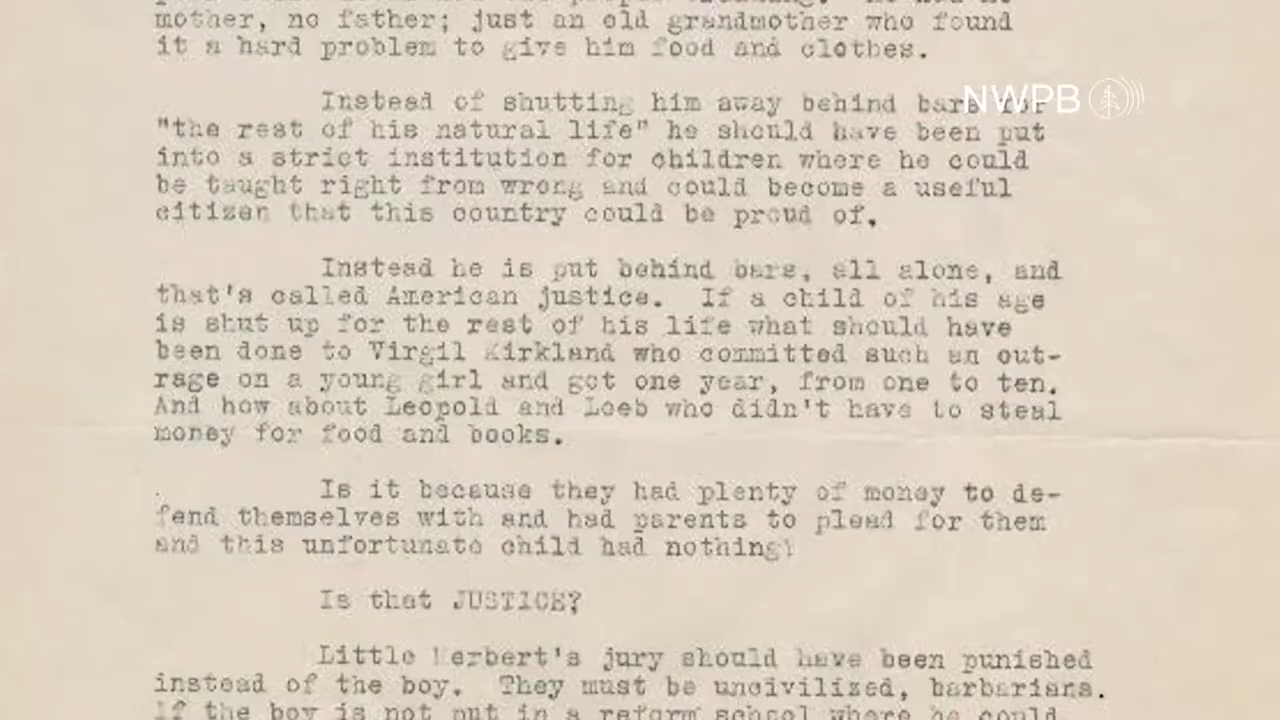 mother, no father; just an old grandmother who found
it a hard problem to give him food and clothes.
NWPB
Instead of shutting him away behind bars for
"the rest of his natural life" he should have been put
into a strict institution for children where he could
be taught right from wrong and could become a useful
citizen that this country could be proud of.
Instead he is put behind bars, all alone, and
that's called American justice. If a child of his age
is shut up for the rest of his life what should have
been done to Virgil Kirkland who committed such an out-
rage on a young girl and got one year, from one to ten.
And how about Leopold and Loeb who didn't have to steal
money for food and books.
Is it because they had plenty of money to de-
fend themselves with and had parents to plead for them
and this unfortunate child had nothing!
Is that JUSTICE?
Little Herbert's jury should have been punished
instead of the boy. They must be uncivilized, barbarians.
If the boy is not put in a reform school where he could